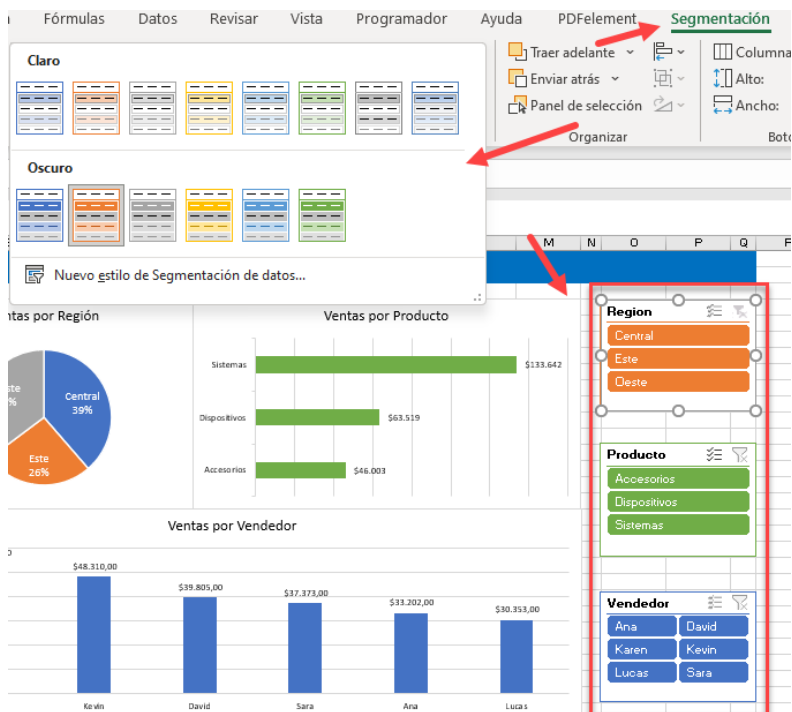 Fórmulas Datos Revisar Vista Programador Ayuda PDFelement Segmentación
Claro
Oscuro
Nuevo estilo de Segmentación de datos...
Traer adelante
Enviar atrás
Panel de selección
Organizar
Columna
Alto:
Ancho:
Boto
M N O P Q
ntas por Región
Central
39%
Este
26%
ste
%
Ventas por Producto
Sistemas $133.642
Dispositivos $63.519
Accesorios $46.003
Ventas por Vendedor
$48.310,00
$39.805,00
$37.373,00
$33.202,00
$30.353,00
Kevin David Sara Ana Lucas
Region
Central
Este
Oeste
Producto
Accesorios
Dispositivos
Sistemas
Vendedor
Ana David
Karen Kevin
Lucas Sara